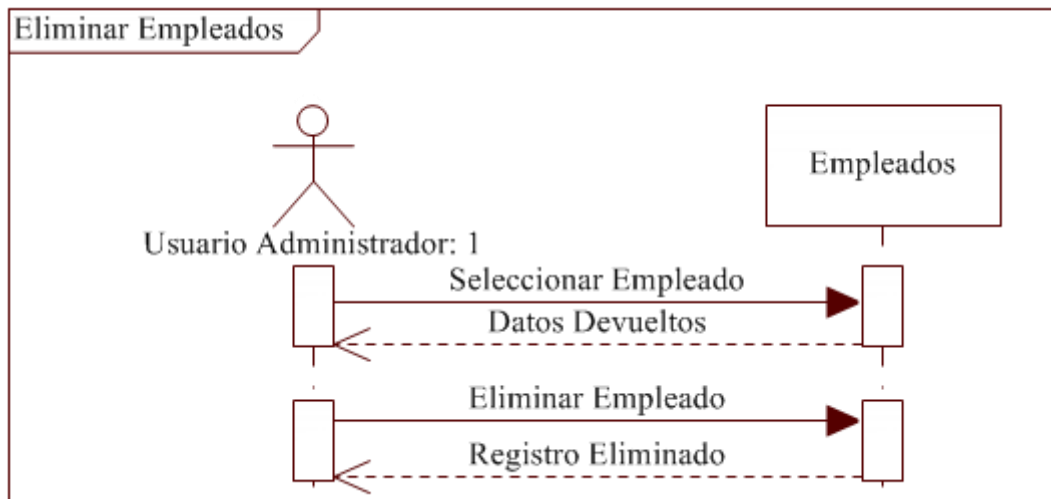 Eliminar Empleados
Empleados
Usuario Administrador: 1
Seleccionar Empleado
Datos Devueltos
Eliminar Empleado
Registro Eliminado